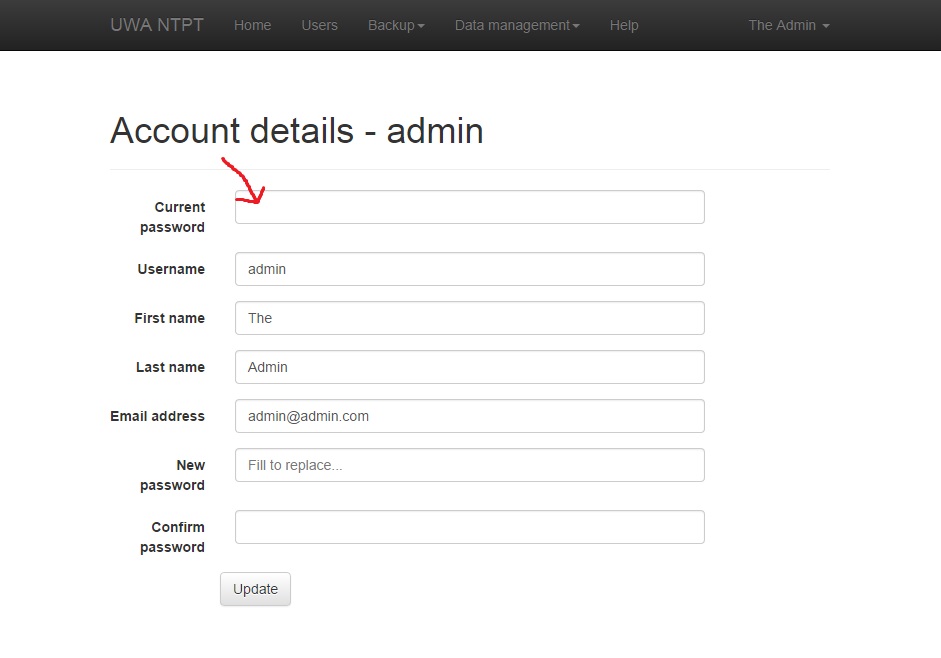 UWA NTPT Home Users Backup Data management Help The Admin
Account details - admin
Current
password
Username admin
First name The
Last name Admin
Email address admin@admin.com
New Fill to replace...
password
Confirm
password
Update